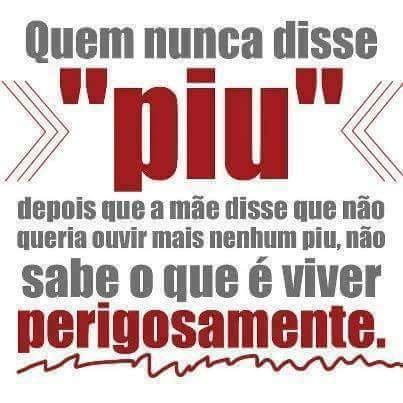 Quem nunca disse
"piu"
depois que a mãe disse que não
queria ouvir mais nenhum piu, não
sabe o que é viver
perigosamente.